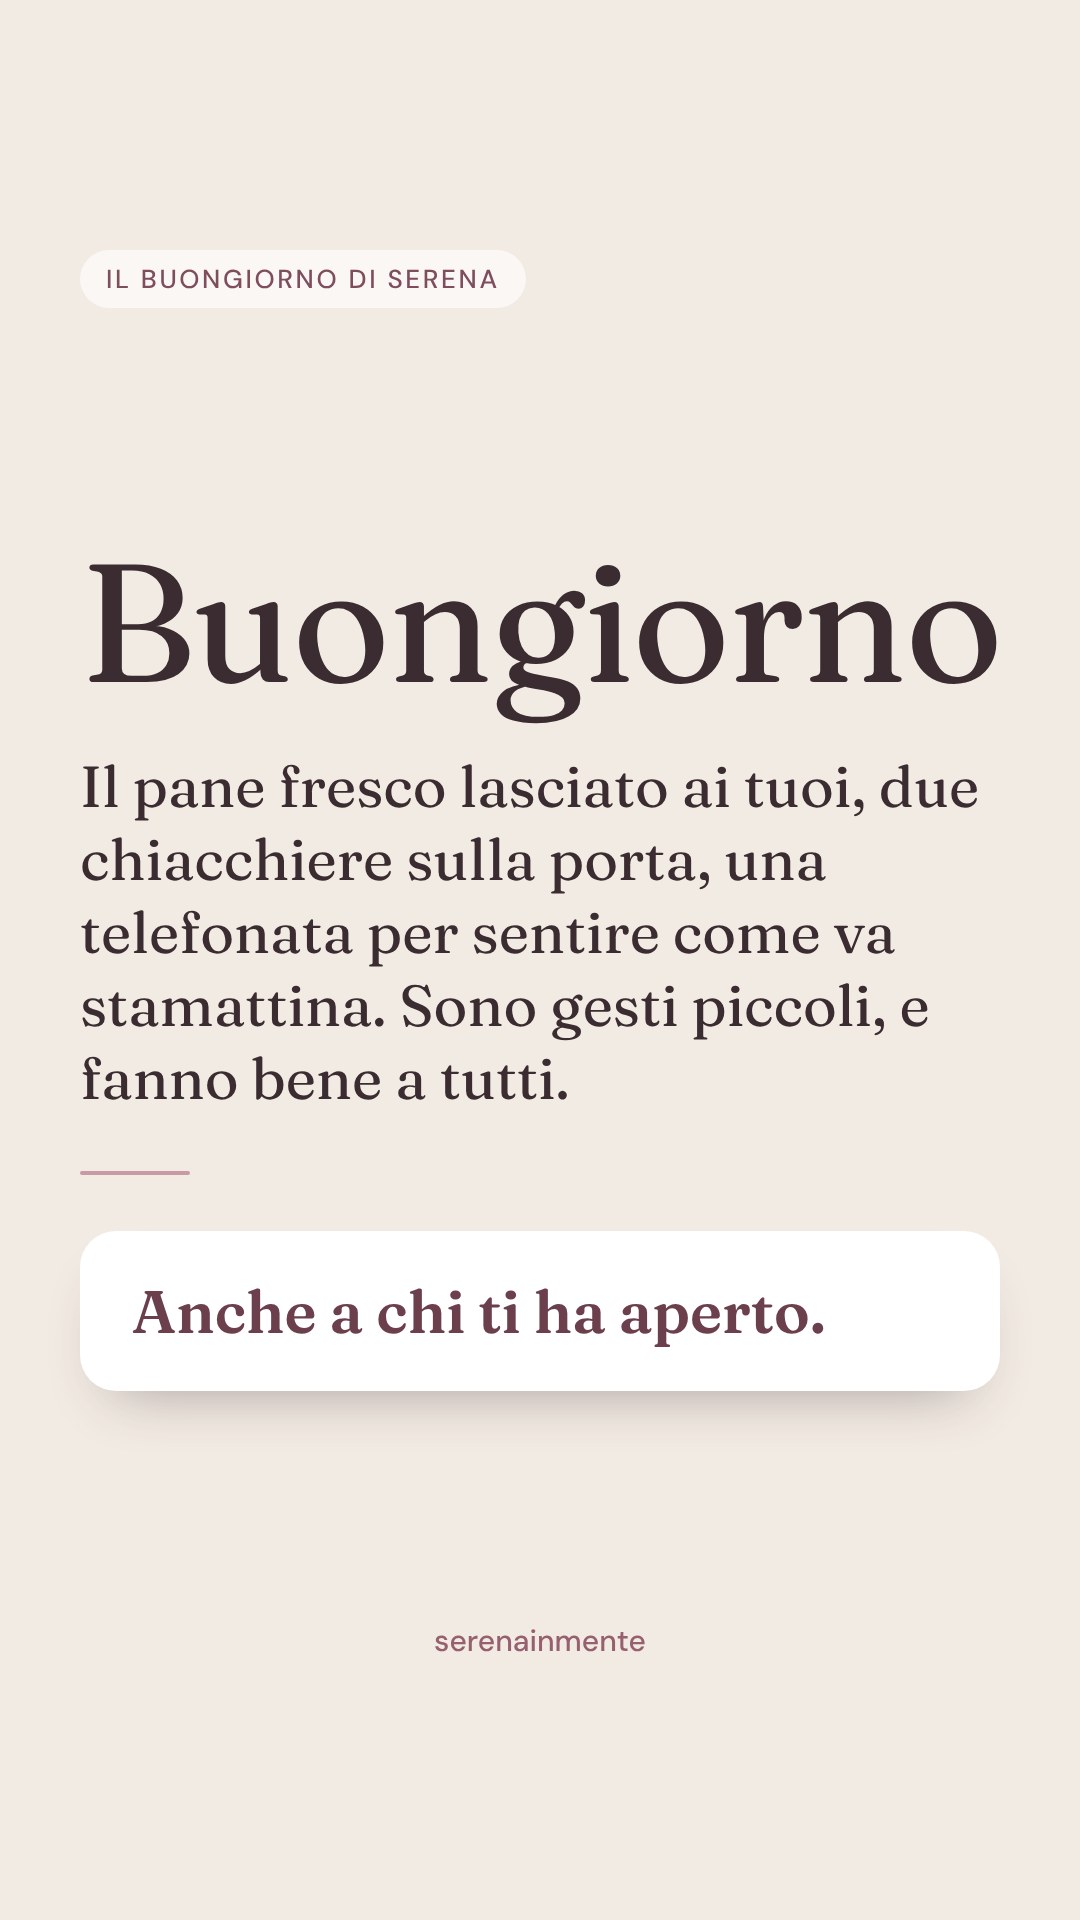 IL BUONGIORNO DI SERENA
Buongiorno
Il pane fresco lasciato ai tuoi, due
chiacchiere sulla porta, una
telefonata per sentire come va
stamattina. Sono gesti piccoli, e
fanno bene a tutti.
Anche a chi ti ha aperto.
serenainmente